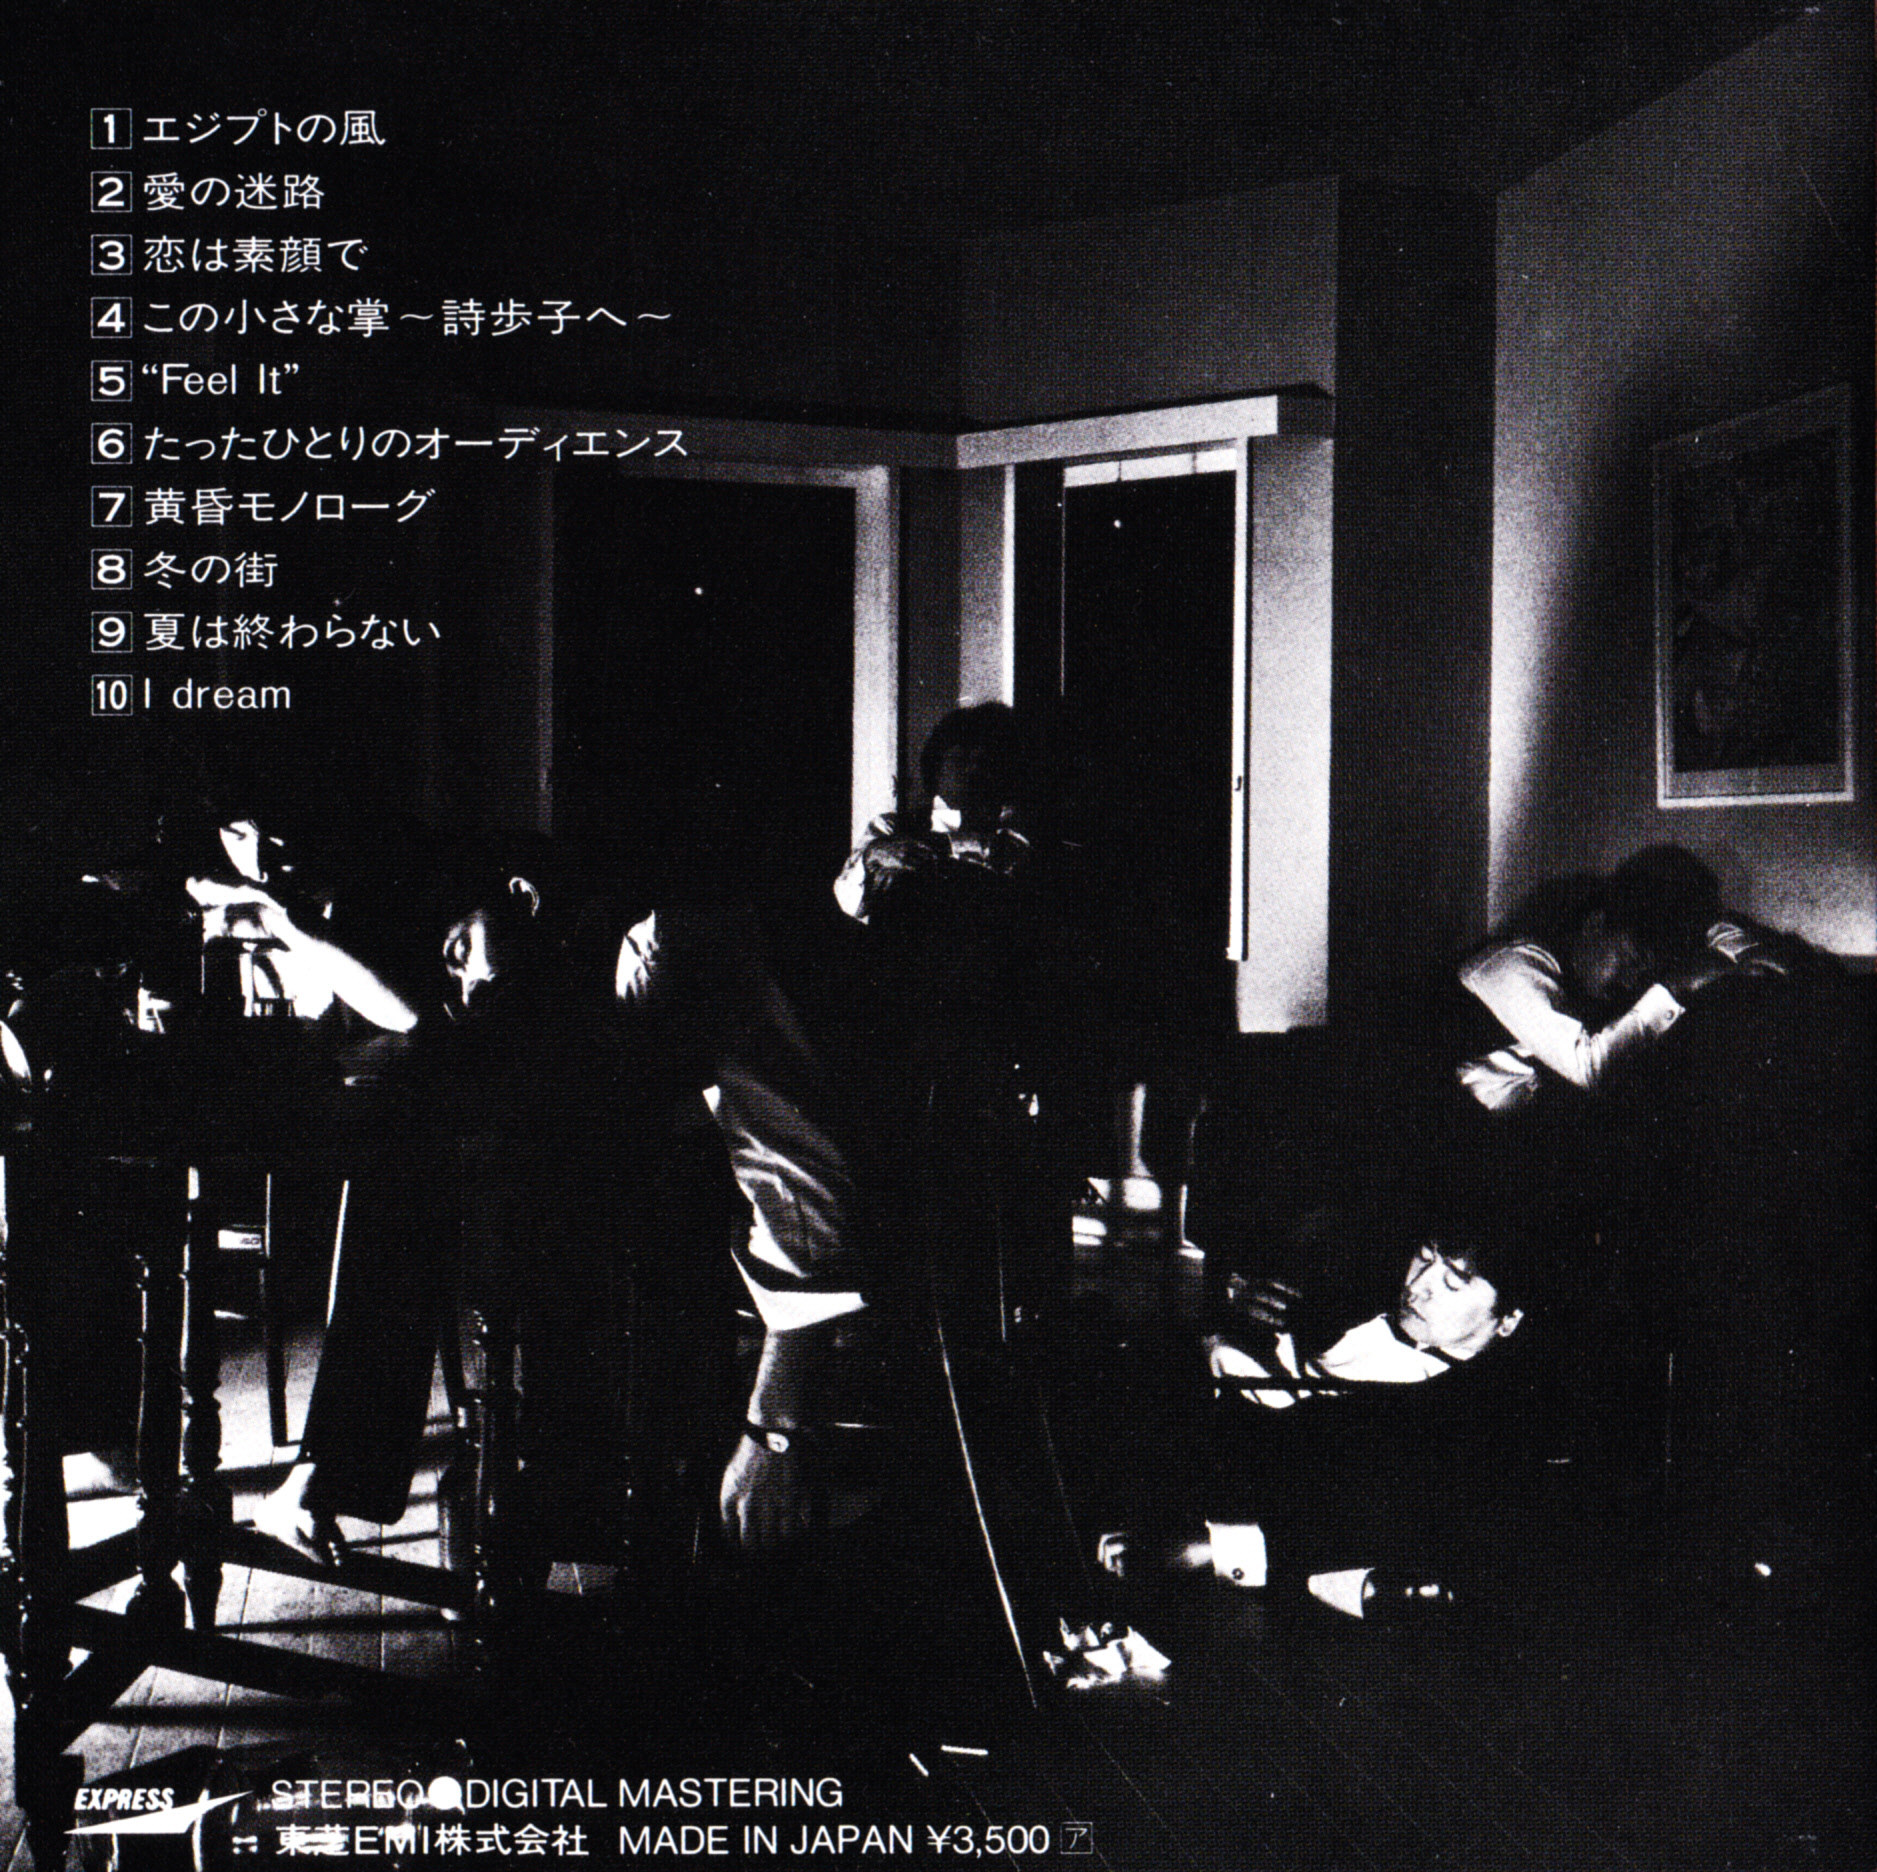 1 エジプトの風
2 愛の迷路
3 恋は素顔で
4 この小さな掌～詩歩子へ～
5 “Feel It”
6 たったひとりのオーディエンス
7 黄昏モノローグ
8 冬の街
9 夏は終わらない
10 I dream
EXPRESS
STEREO●DIGITAL MASTERING
東芝EMI株式会社 MADE IN JAPAN ¥3,500 ア